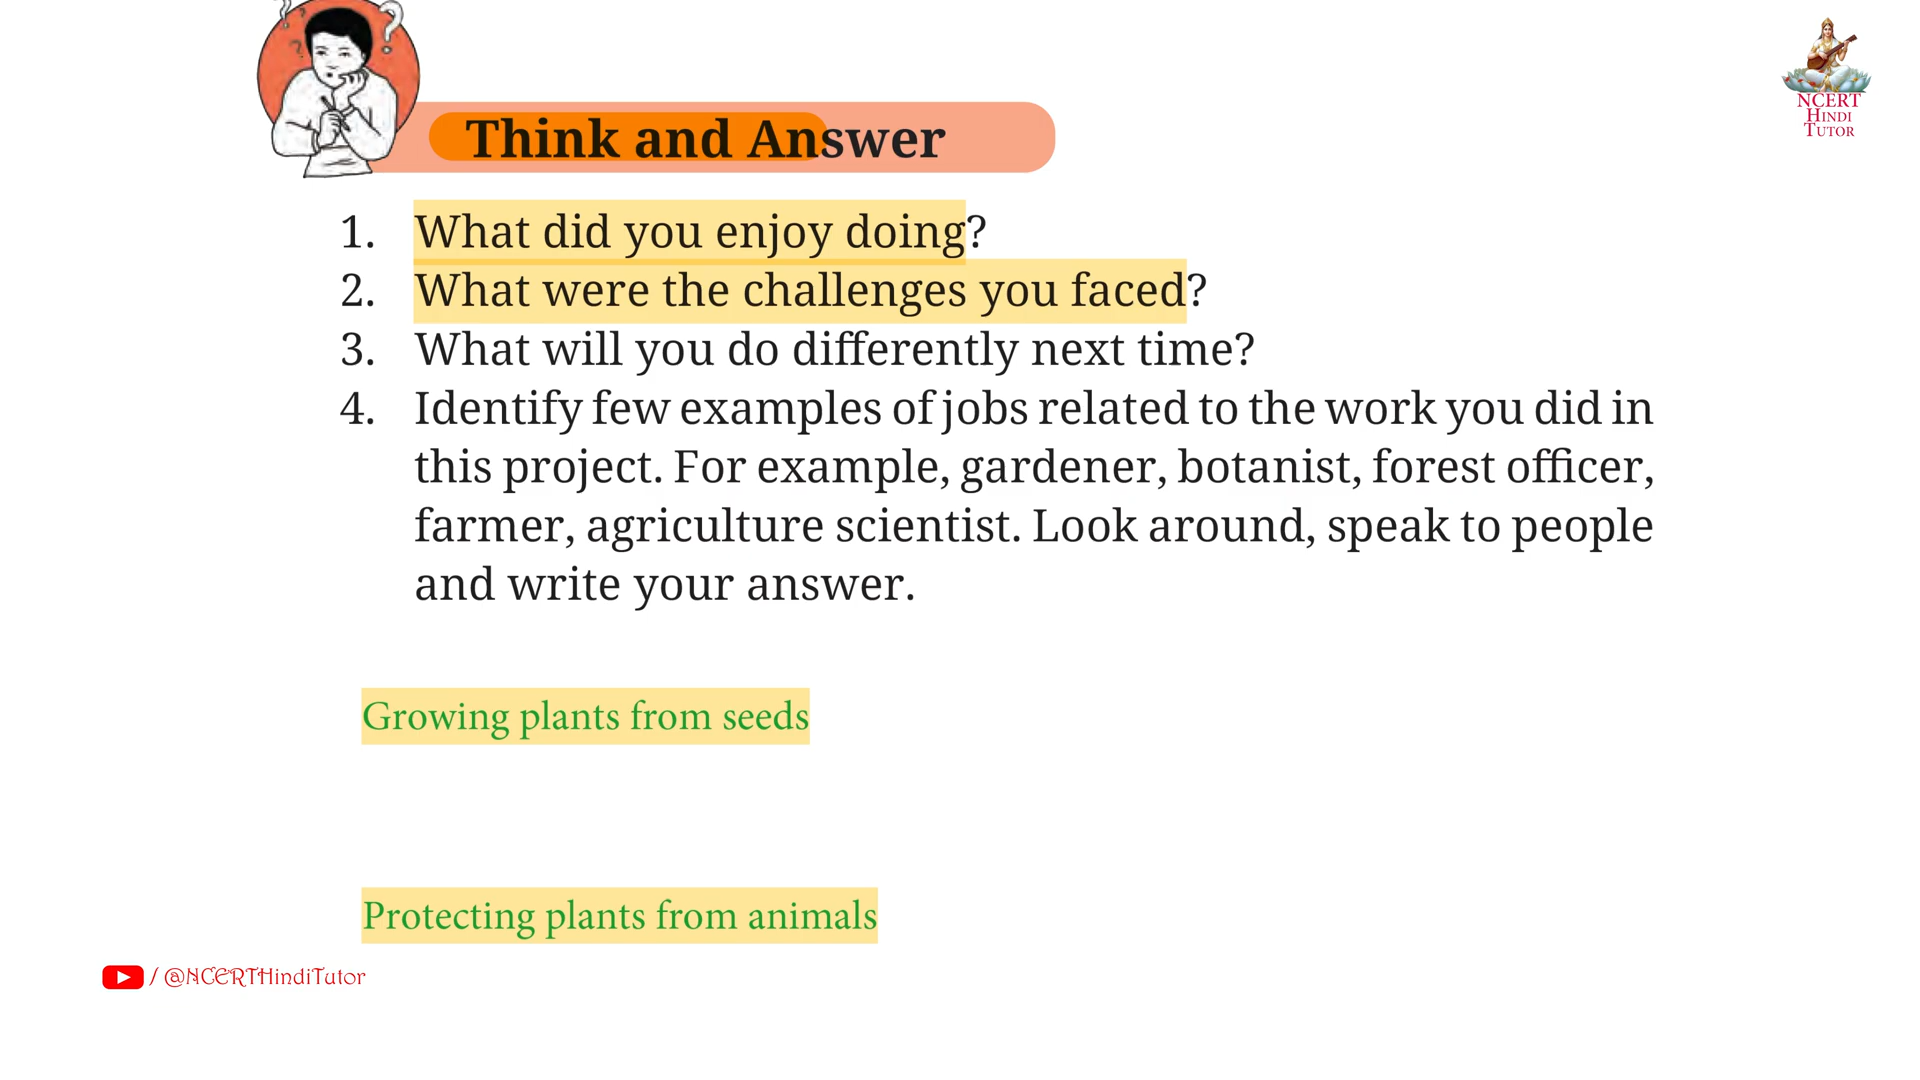 Think and Answer
NCERT
HINDI
TUTOR
1. What did you enjoy doing?
2. What were the challenges you faced?
3. What will you do differently next time?
4. Identify few examples of jobs related to the work you did in
this project. For example, gardener, botanist, forest officer,
farmer, agriculture scientist. Look around, speak to people
and write your answer.
Growing plants from seeds
Protecting plants from animals
/ @NCERTHindiTutor